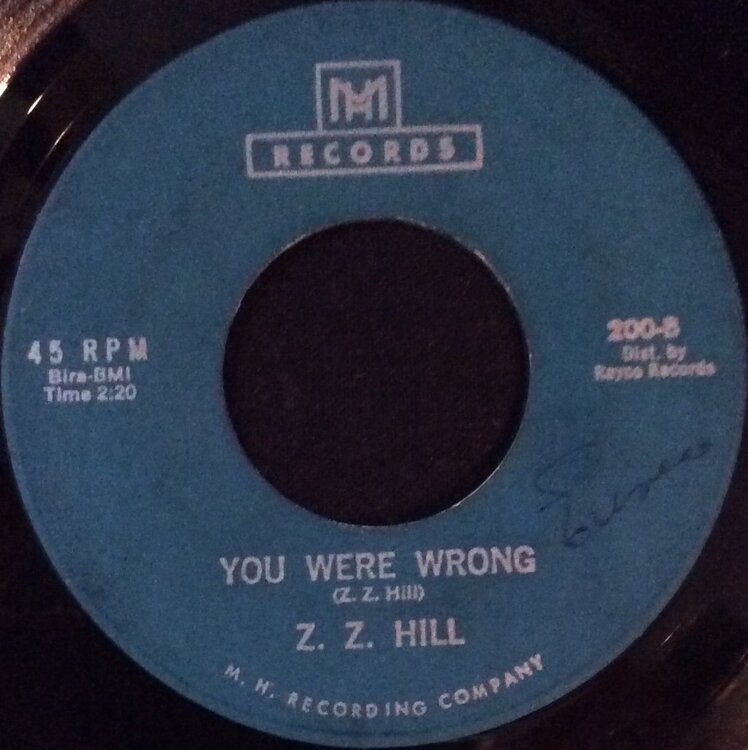 MH
RECORDS
45 RPM
Bira-BMI
Time 2:20
200-B
Dist. by
Rayco Records
YOU WERE WRONG
(Z. Z. Hill)
Z. Z. HILL
M. H. RECORDING COMPANY